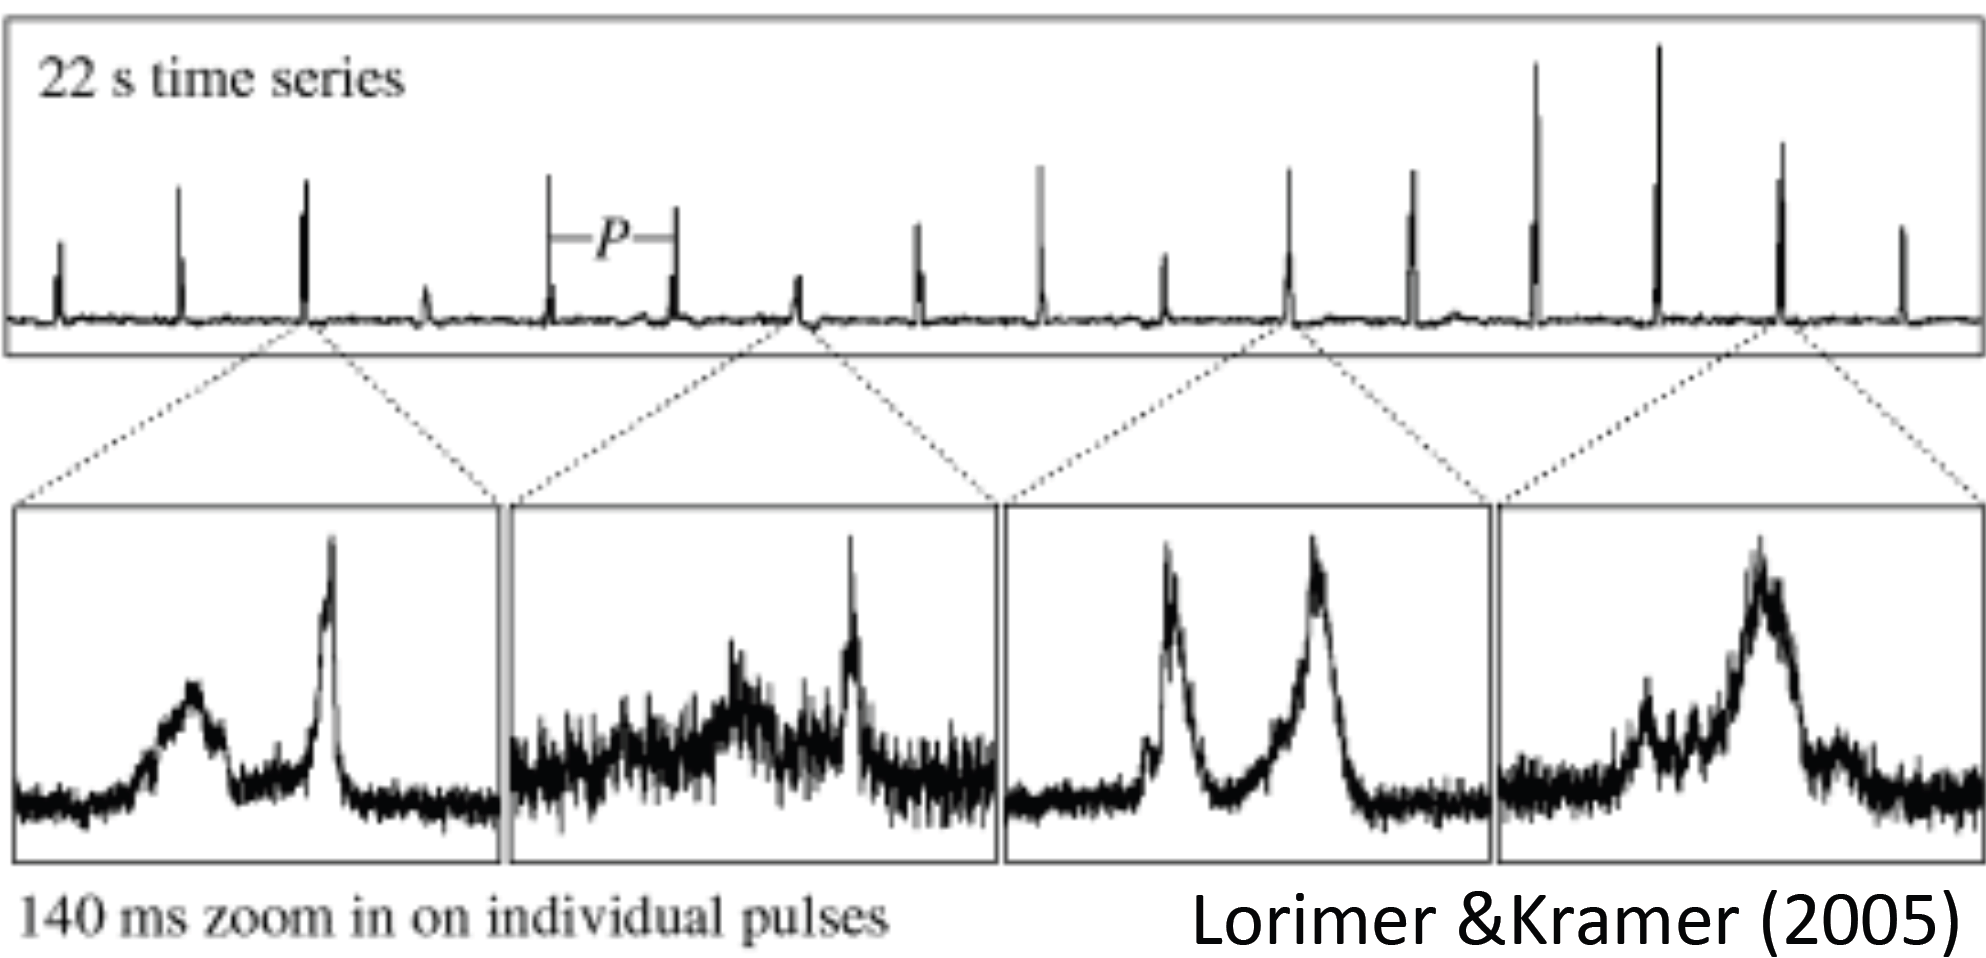 22 s time series
P
140 ms zoom in on individual pulses
Lorimer &Kramer (2005)